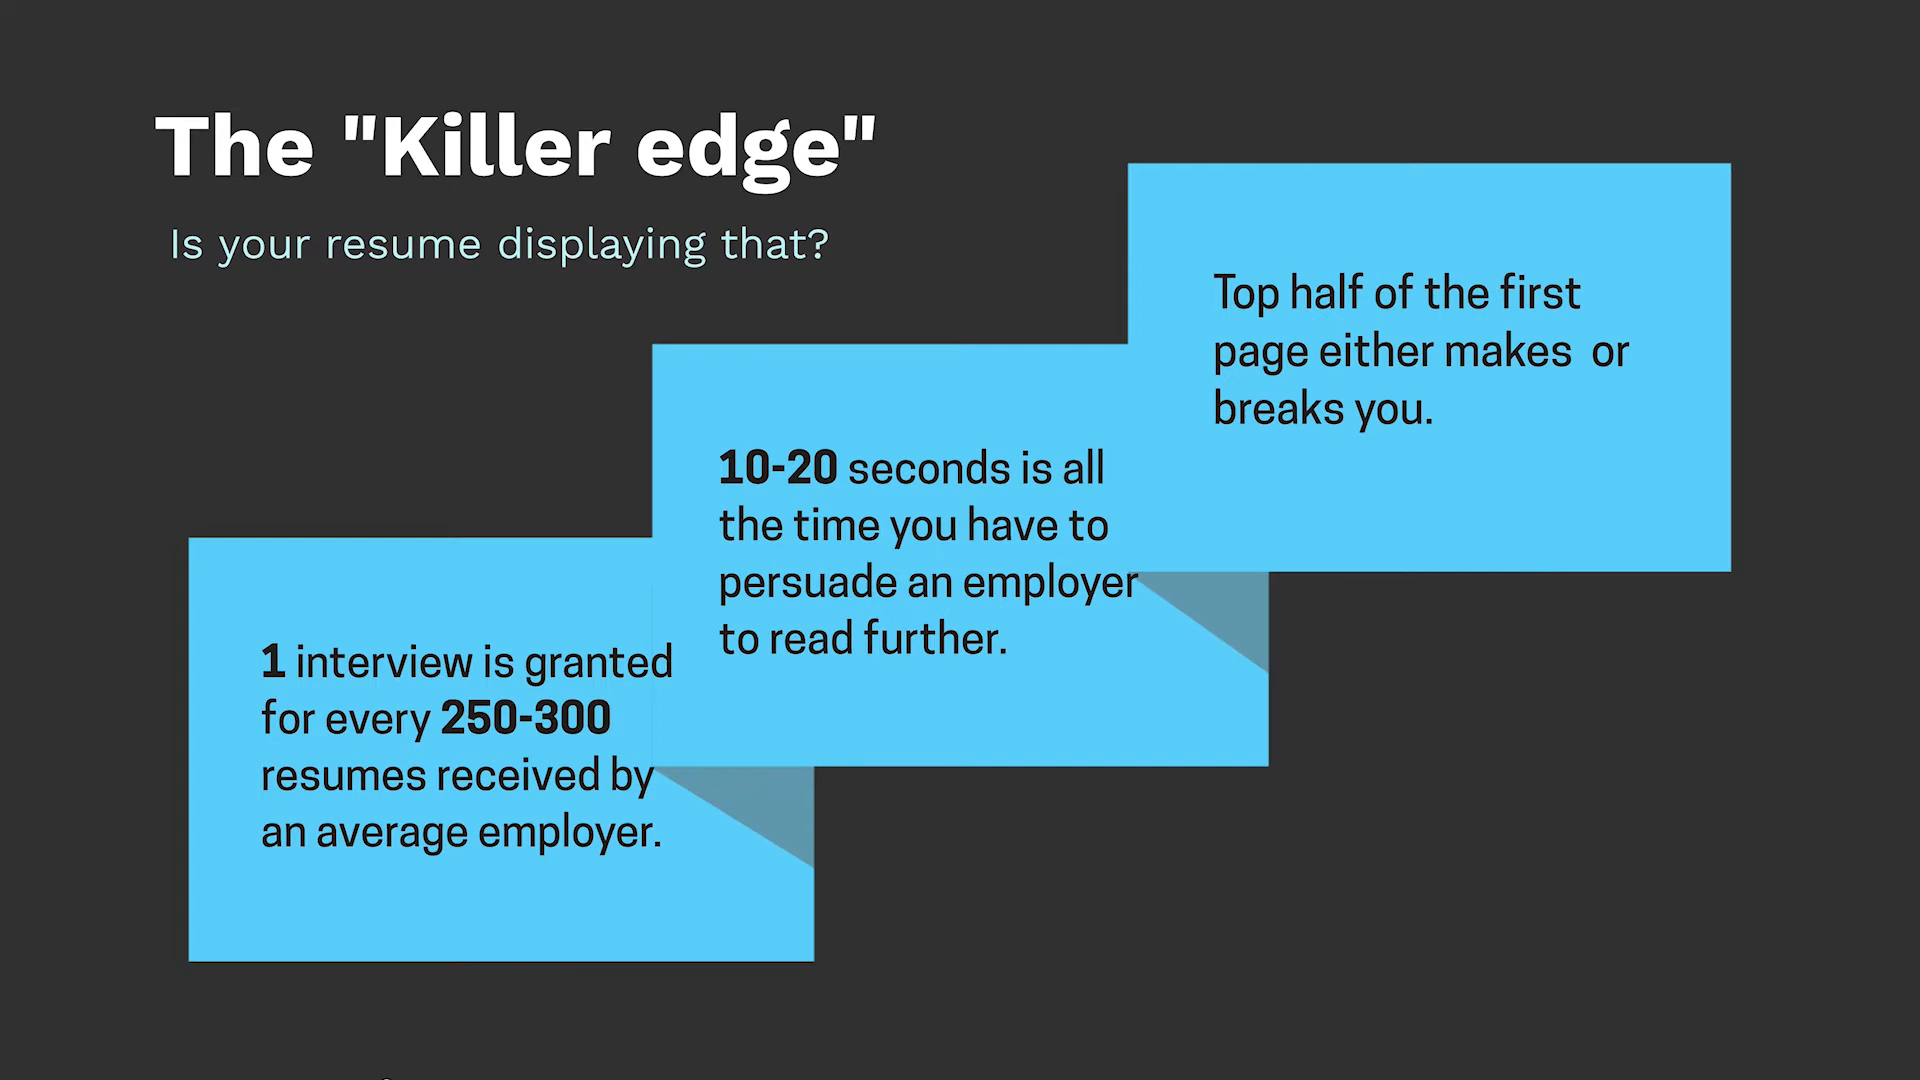 The "Killer edge"
Is your resume displaying that?
1 interview is granted
for every 250-300
resumes received by
an average employer.
10-20 seconds is all
the time you have to
persuade an employer
to read further.
Top half of the first
page either makes  or
breaks you.